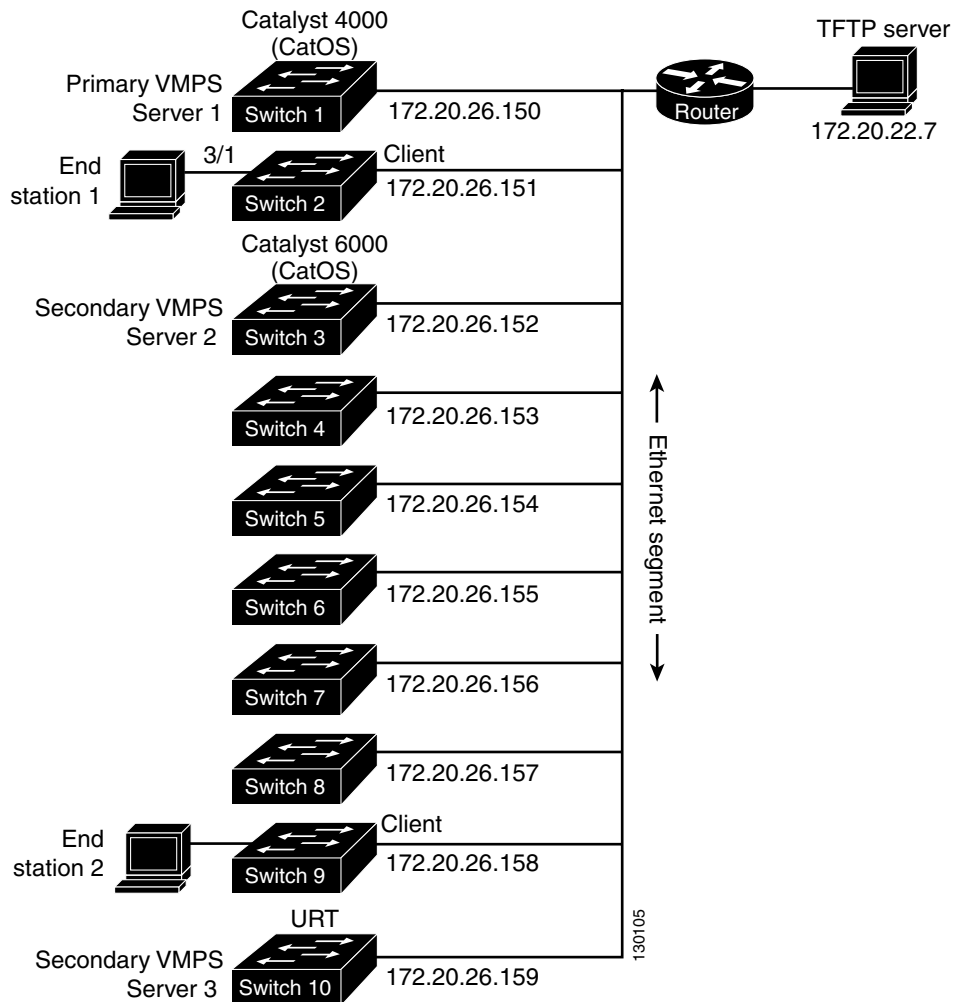 Catalyst 4000
(CatOS)
TFTP server
Primary VMPS
Server 1
Switch 1
172.20.26.150
Router
172.20.22.7
End
station 1
3/1
Client
Switch 2
172.20.26.151
Catalyst 6000
(CatOS)
Secondary VMPS
Server 2
Switch 3
172.20.26.152
Switch 4
172.20.26.153
Ethernet segment
Switch 5
172.20.26.154
Switch 6
172.20.26.155
Switch 7
172.20.26.156
Switch 8
172.20.26.157
End
station 2
Client
Switch 9
172.20.26.158
URT
Secondary VMPS
Server 3
Switch 10
172.20.26.159
130105